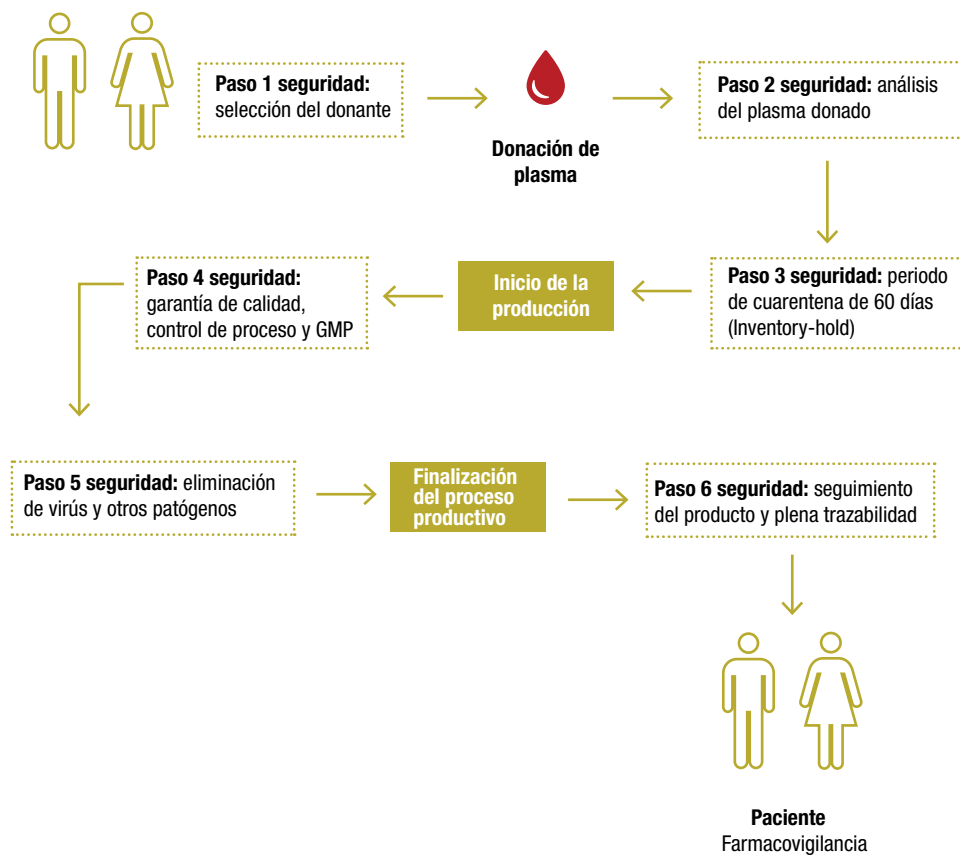 Paso 1 seguridad:
selección del donante
Donación de
plasma
Paso 2 seguridad: análisis
del plasma donado
Paso 3 seguridad: periodo
de cuarentena de 60 días
(Inventory-hold)
Inicio de la
producción
Paso 4 seguridad:
garantía de calidad,
control de proceso y GMP
Paso 5 seguridad: eliminación
de virús y otros patógenos
Finalización
del proceso
productivo
Paso 6 seguridad: seguimiento
del producto y plena trazabilidad
Paciente
Farmacovigilancia